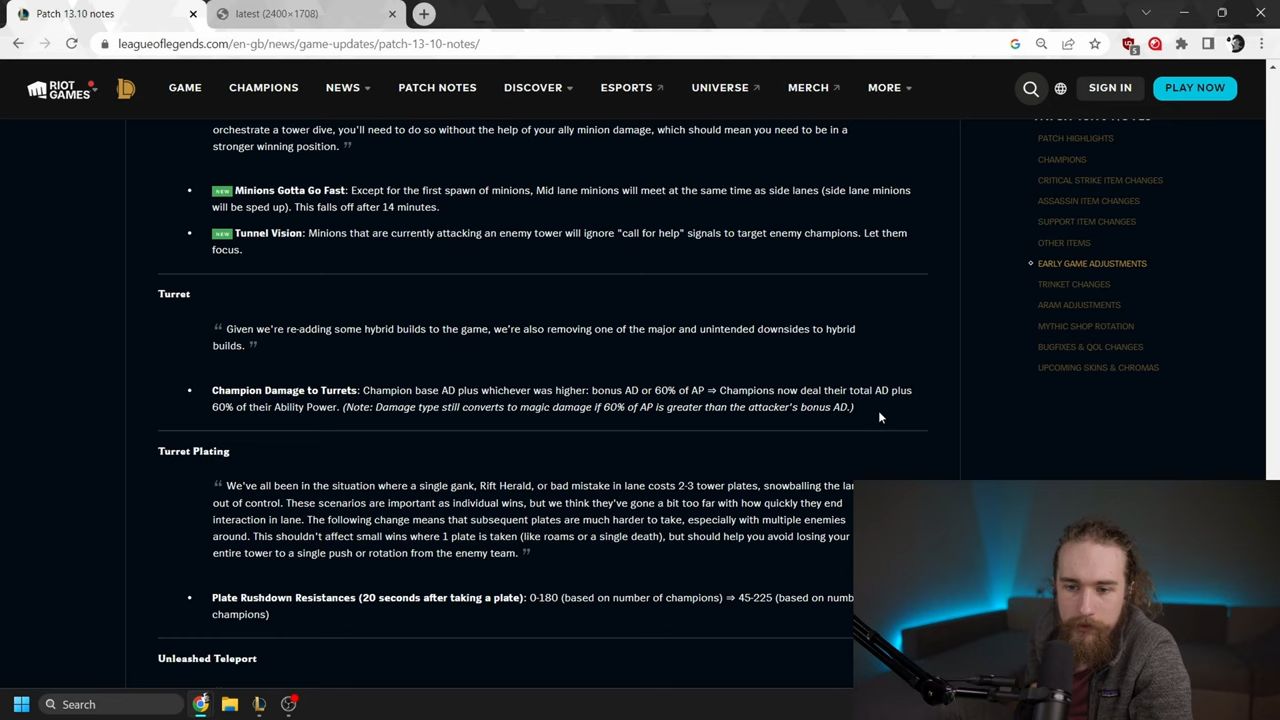 Patch 13.10 notes
latest (2400×1708)
leagueoflegends.com/en-gb/news/game-updates/patch-13-10-notes/
5
RIOT GAMES
GAME
CHAMPIONS
NEWS
PATCH NOTES
DISCOVER
ESPORTS
UNIVERSE
MERCH
MORE
SIGN IN
PLAY NOW
orchestrate a tower dive, you'll need to do so without the help of your ally minion damage, which should mean you need to be in a
stronger winning position. ”
• NEW Minions Gotta Go Fast: Except for the first spawn of minions, Mid lane minions will meet at the same time as side lanes (side lane minions
will be sped up). This falls off after 14 minutes.
• NEW Tunnel Vision: Minions that are currently attacking an enemy tower will ignore "call for help" signals to target enemy champions. Let them
focus.
Turret
“ Given we're re-adding some hybrid builds to the game, we're also removing one of the major and unintended downsides to hybrid
builds. ”
• Champion Damage to Turrets: Champion base AD plus whichever was higher: bonus AD or 60% of AP ⇒ Champions now deal their total AD plus
60% of their Ability Power. (Note: Damage type still converts to magic damage if 60% of AP is greater than the attacker's bonus AD.)
Turret Plating
“ We've all been in the situation where a single gank, Rift Herald, or bad mistake in lane costs 2-3 tower plates, snowballing the
out of control. These scenarios are important as individual wins, but we think they've gone a bit too far with how quickly they end
interaction in lane. The following change means that subsequent plates are much harder to take, especially with multiple enemies
around. This shouldn't affect small wins where 1 plate is taken (like roams or a single death), but should help you avoid losing your
entire tower to a single push or rotation from the enemy team. ”
• Plate Rushdown Resistances (20 seconds after taking a plate): 0-180 (based on number of champions) ⇒ 45-225 (based on
champions)
Unleashed Teleport
PATCH HIGHLIGHTS
CHAMPIONS
CRITICAL STRIKE ITEM CHANGES
ASSASSIN ITEM CHANGES
SUPPORT ITEM CHANGES
OTHER ITEMS
EARLY GAME ADJUSTMENTS
TRINKET CHANGES
ARAM ADJUSTMENTS
MYTHIC SHOP ROTATION
BUGFIXES & QOL CHANGES
UPCOMING SKINS & CHROMAS
Search